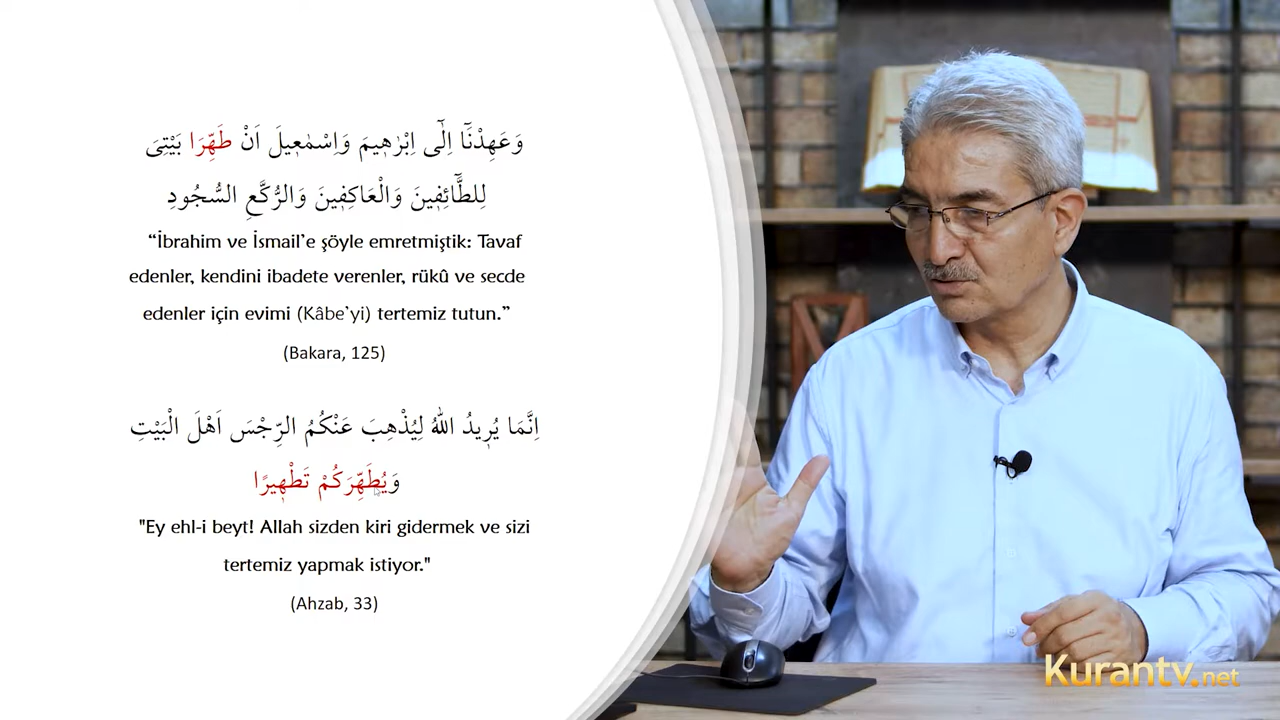 وَعَهِدْنَٓا اِلٰٓى اِبْرٰه۪يمَ وَاِسْمٰع۪يلَ اَنْ طَهِّرَا بَيْتِىَ
لِلطَّٓائِف۪ينَ وَالْعَاكِف۪ينَ وَالرُّكَّعِ السُّجُودِ
“İbrahim ve İsmail’e şöyle emretmiştik: Tavaf
edenler, kendini ibadete verenler, rükû ve secde
edenler için evimi (Kâbe’yi) tertemiz tutun.”
(Bakara, 125)
اِنَّمَا يُر۪يدُ اللّٰهُ لِيُذْهِبَ عَنْكُمُ الرِّجْسَ اَهْلَ الْبَيْتِ
وَيُطَهِّرَكُمْ تَطْه۪يرًا
"Ey ehl-i beyt! Allah sizden kiri gidermek ve sizi
tertemiz yapmak istiyor."
(Ahzab, 33)
Kurantv.net